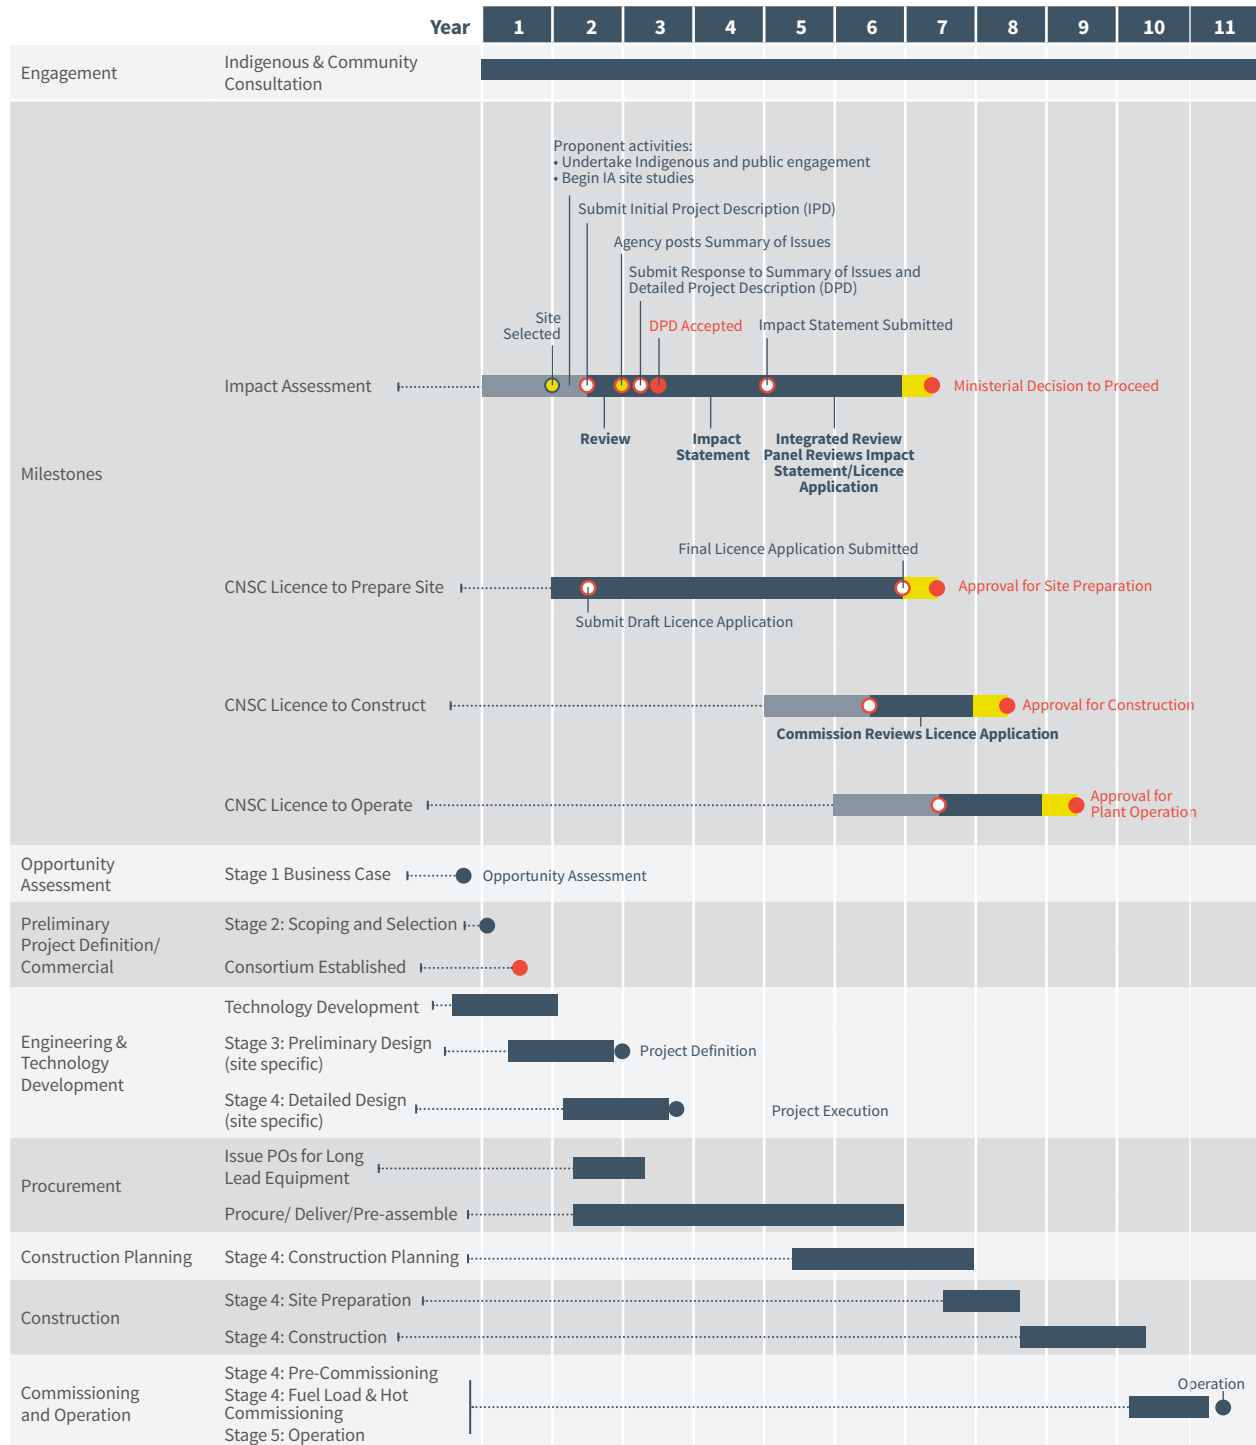 Year 1 2 3 4 5 6 7 8 9 10 11
Engagement
Indigenous & Community
Consultation
Milestones
Proponent activities:
• Undertake Indigenous and public engagement
• Begin IA site studies
Submit Initial Project Description (IPD)
Agency posts Summary of Issues
Submit Response to Summary of Issues and
Detailed Project Description (DPD)
Site
Selected
DPD Accepted
Impact Statement Submitted
Impact Assessment
Ministerial Decision to Proceed
Review
Impact
Statement
Integrated Review
Panel Reviews Impact
Statement/Licence
Application
Final Licence Application Submitted
CNSC Licence to Prepare Site
Approval for Site Preparation
Submit Draft Licence Application
CNSC Licence to Construct
Approval for Construction
Commission Reviews Licence Application
CNSC Licence to Operate
Approval for
Plant Operation
Opportunity
Assessment
Stage 1 Business Case
Opportunity Assessment
Preliminary
Project Definition/
Commercial
Stage 2: Scoping and Selection
Consortium Established
Engineering &
Technology
Development
Technology Development
Stage 3: Preliminary Design
(site specific)
Project Definition
Stage 4: Detailed Design
(site specific)
Project Execution
Procurement
Issue POs for Long
Lead Equipment
Procure/ Deliver/Pre-assemble
Construction Planning
Stage 4: Construction Planning
Construction
Stage 4: Site Preparation
Stage 4: Construction
Commissioning
and Operation
Stage 4: Pre-Commissioning
Stage 4: Fuel Load & Hot
Commissioning
Stage 5: Operation
Operation